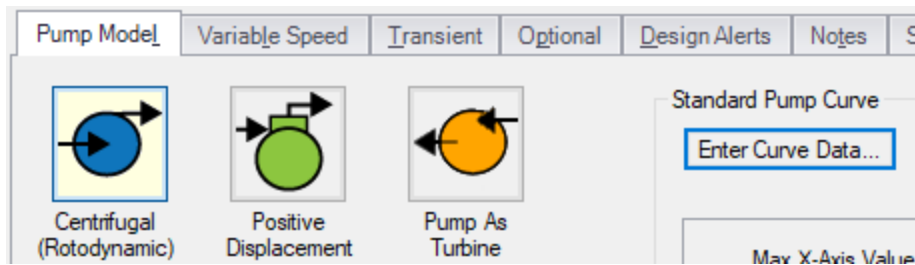 Pump Model Variable Speed Transient Optional Design Alerts Notes S
Standard Pump Curve
Enter Curve Data...
Centrifugal
(Rotodynamic)
Positive
Displacement
Pump As
Turbine
Max X-Axis Value